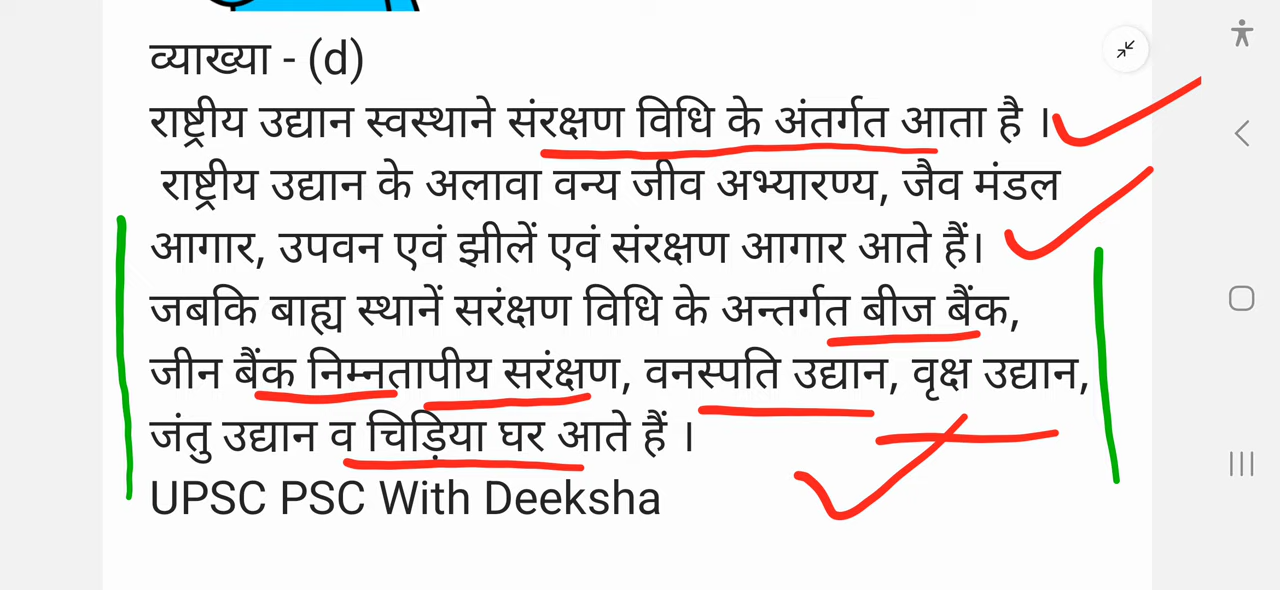 व्याख्या - (d)
राष्ट्रीय उद्यान स्वस्थाने संरक्षण विधि के अंतर्गत आता है ।
राष्ट्रीय उद्यान के अलावा वन्य जीव अभ्यारण्य, जैव मंडल
आगार, उपवन एवं झीलें एवं संरक्षण आगार आते हैं।
जबकि बाह्य स्थानें सरंक्षण विधि के अन्तर्गत बीज बैंक,
जीन बैंक निम्नतापीय सरंक्षण, वनस्पति उद्यान, वृक्ष उद्यान,
जंतु उद्यान व चिड़िया घर आते हैं ।
UPSC PSC With Deeksha